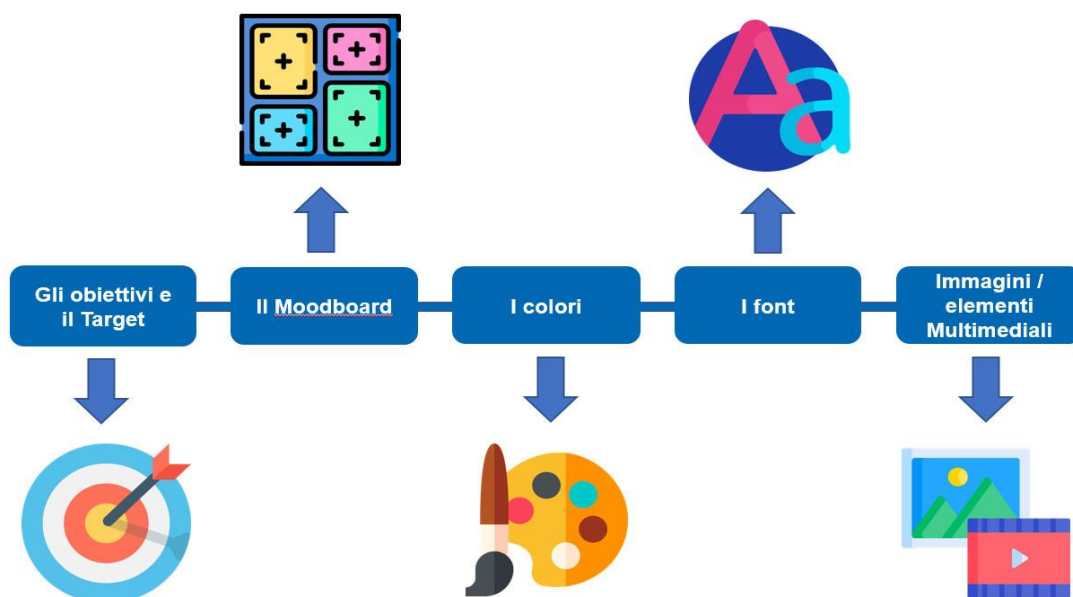 Gli obiettivi e
il Target
Il Moodboard
I colori
I font
Immagini /
elementi
Multimediali
Aa